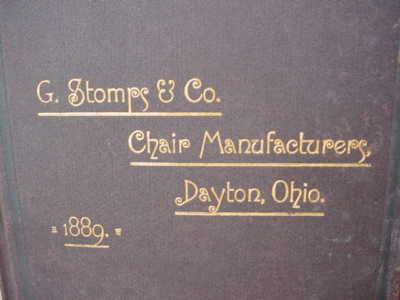 G. Stomps & Co.
Chair Manufacturers,
Dayton, Ohio.
1889.